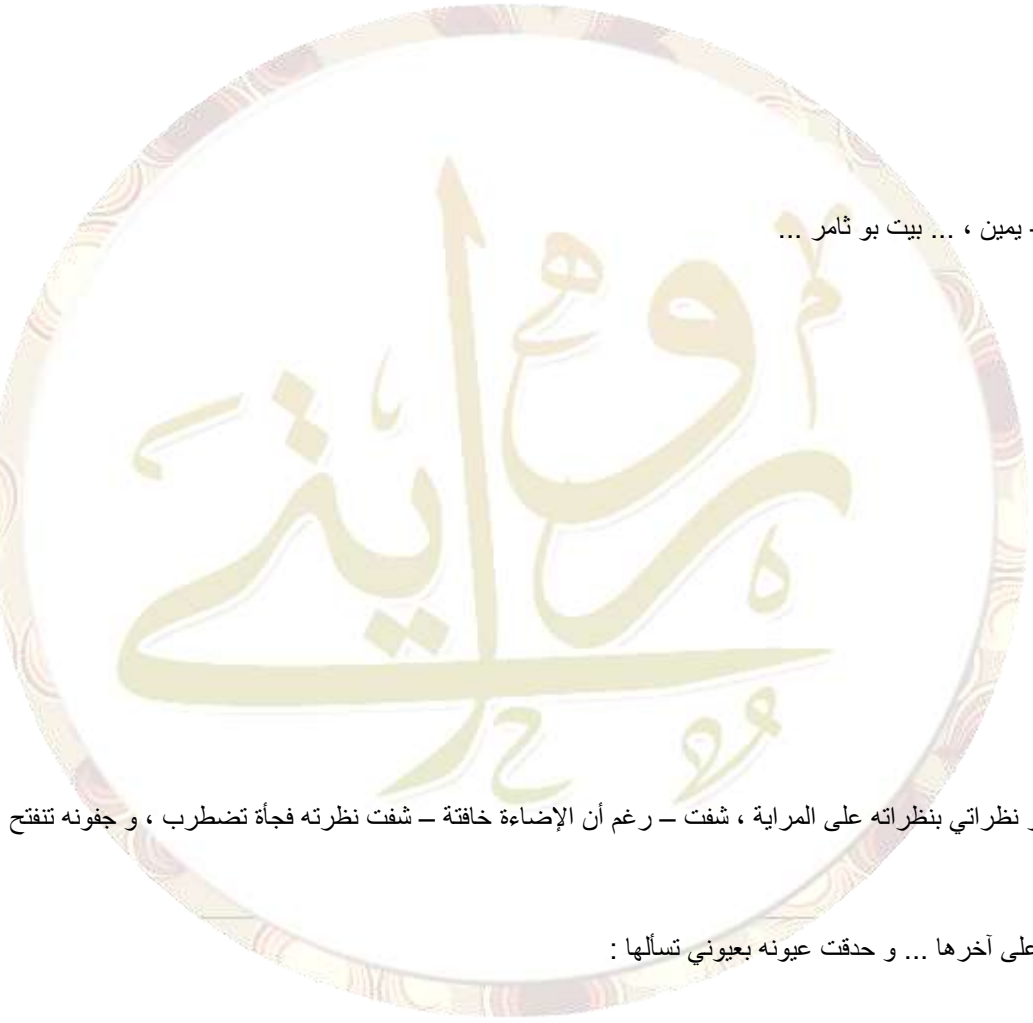 - يمين ، ... بيت بو ثامر ...
روايتي
نظراتي بنظراته على المراية ، شفت – رغم أن الإضاءة خافتة – شفت نظرته فجأة تضطرب ، و جفونه تنفتح
على آخرها ... و حدقت عيونه بعيوني تسألها :